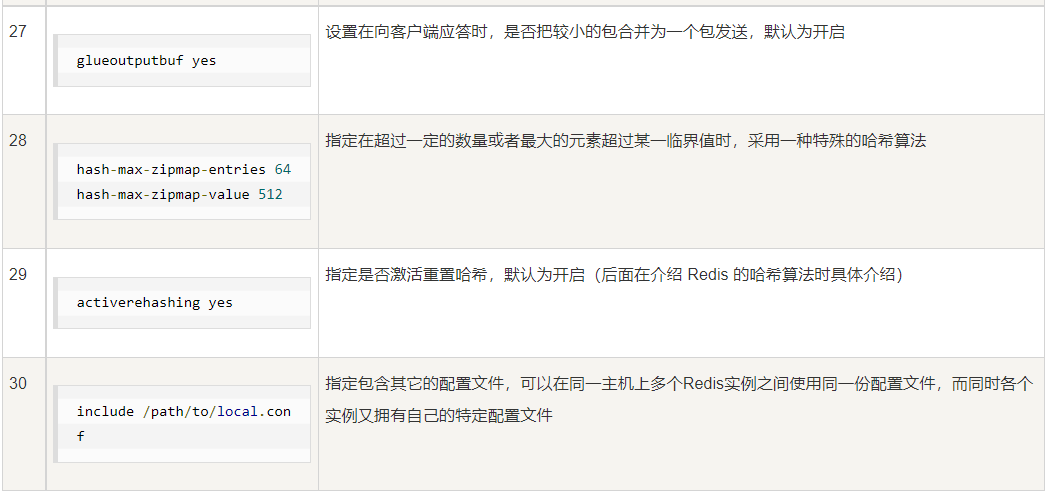 27
glueoutputbuf yes
设置在向客户端应答时，是否把较小的包合并为一个包发送，默认为开启
28
hash-max-zipmap-entries 64
hash-max-zipmap-value 512
指定在超过一定的数量或者最大的元素超过某一临界值时，采用一种特殊的哈希算法
29
activerehashing yes
指定是否激活重置哈希，默认为开启（后面在介绍 Redis 的哈希算法时具体介绍）
30
include /path/to/local.con
f
指定包含其它的配置文件，可以在同一主机上多个Redis实例之间使用同一份配置文件，而同时各个
实例又拥有自己的特定配置文件